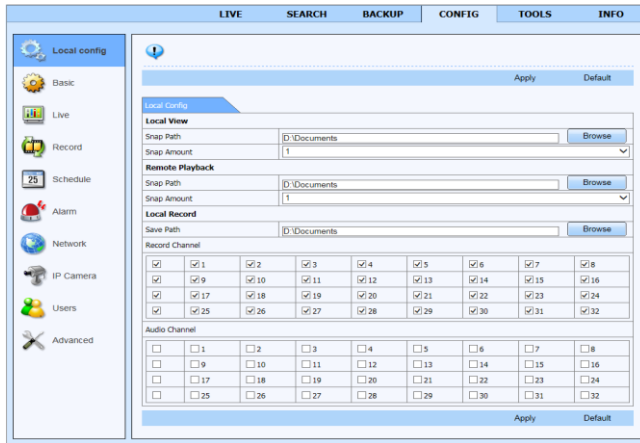 LIVE SEARCH BACKUP CONFIG TOOLS INFO
Local config
Basic
Live
Record
25 Schedule
Alarm
Network
IP Camera
Users
Advanced
Apply Default
Local Config
Local View
Snap Path D:\Documents Browse
Snap Amount 1
Remote Playback
Snap Path D:\Documents Browse
Snap Amount 1
Local Record
Save Path D:\Documents Browse
Record Channel
1 2 3 4 5 6 7 8
9 10 11 12 13 14 15 16
17 18 19 20 21 22 23 24
25 26 27 28 29 30 31 32
Audio Channel
1 2 3 4 5 6 7 8
9 10 11 12 13 14 15 16
17 18 19 20 21 22 23 24
25 26 27 28 29 30 31 32
Apply Default